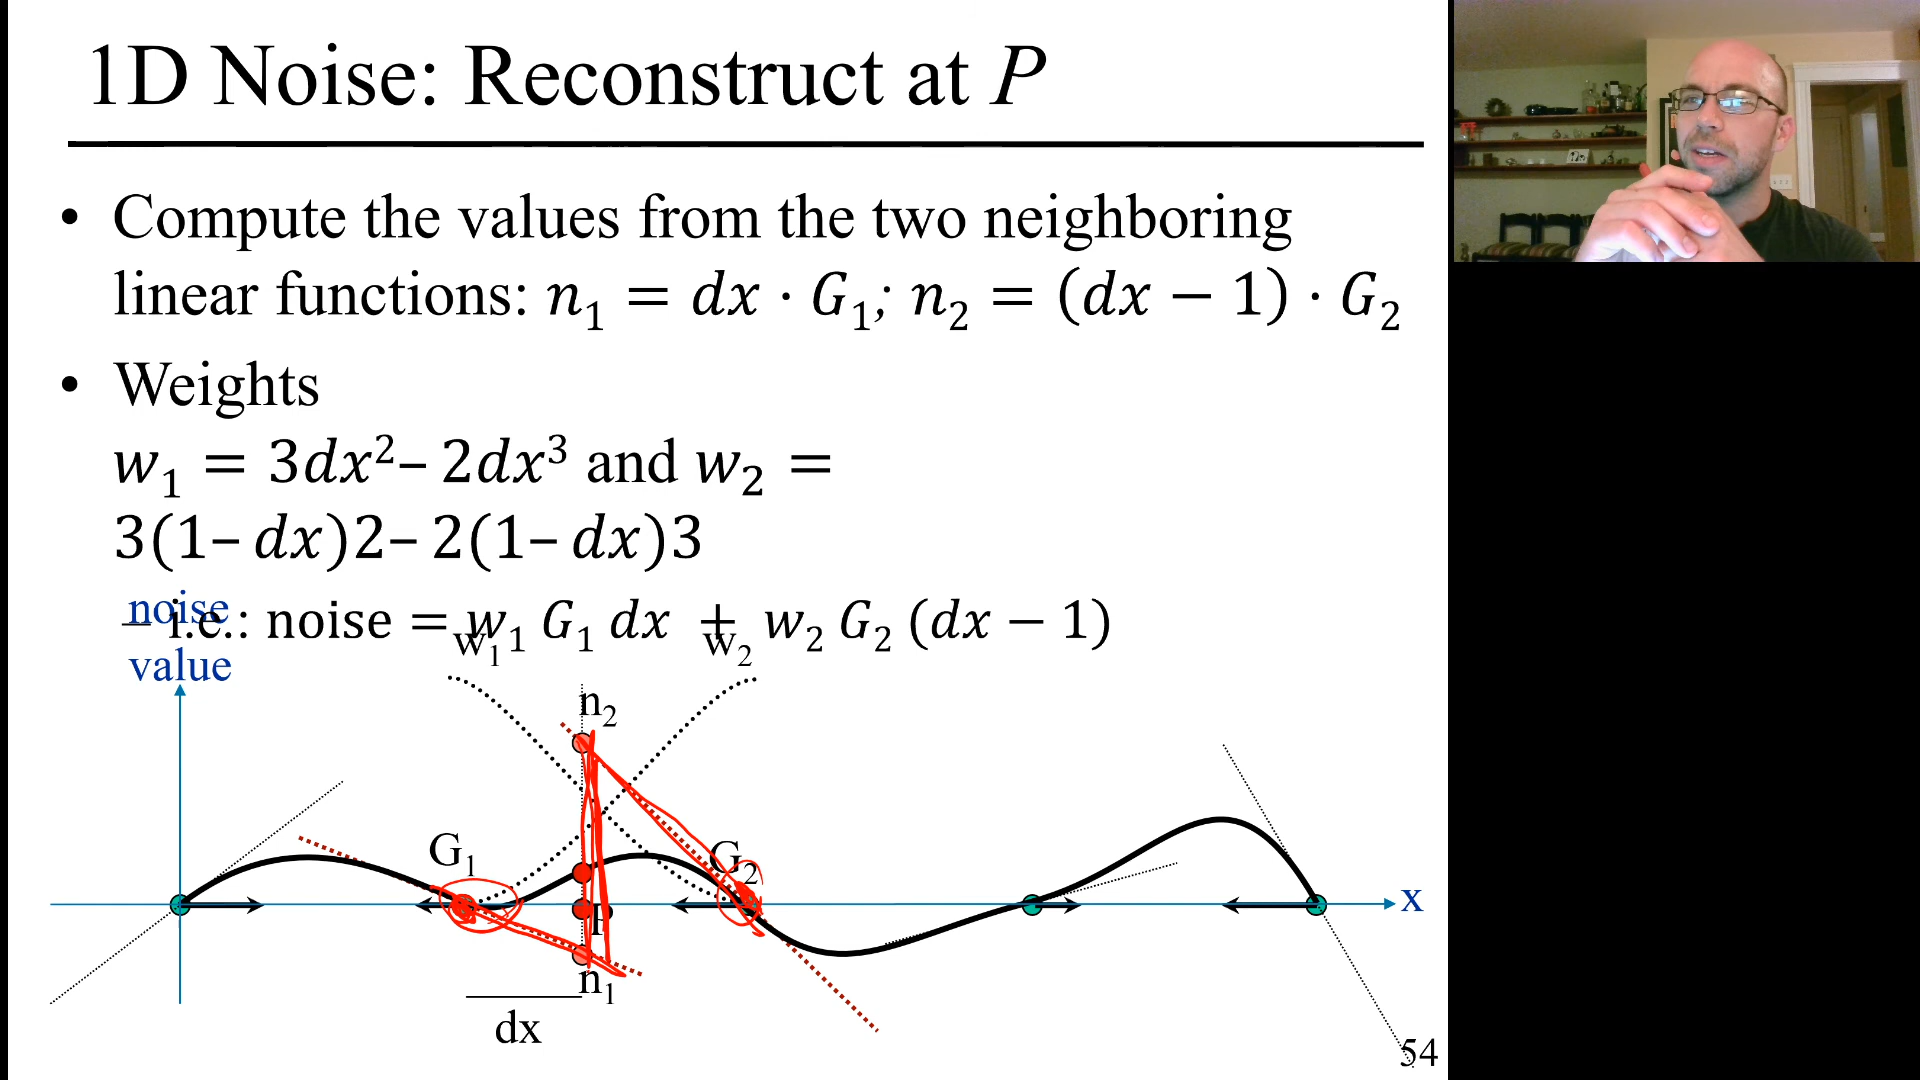 1D Noise: Reconstruct at P
• Compute the values from the two neighboring
linear functions: n₁ = dx · G₁; n₂ = (dx − 1) · G₂
• Weights
w₁ = 3dx²– 2dx³ and w₂ =
3(1– dx)2– 2(1– dx)3
– i.e.: noise = w₁ G₁ dx + w₂ G₂ (dx − 1)
noise
value
w₁
w₂
n₂
G₁
G₂
x
P
n₁
dx
54